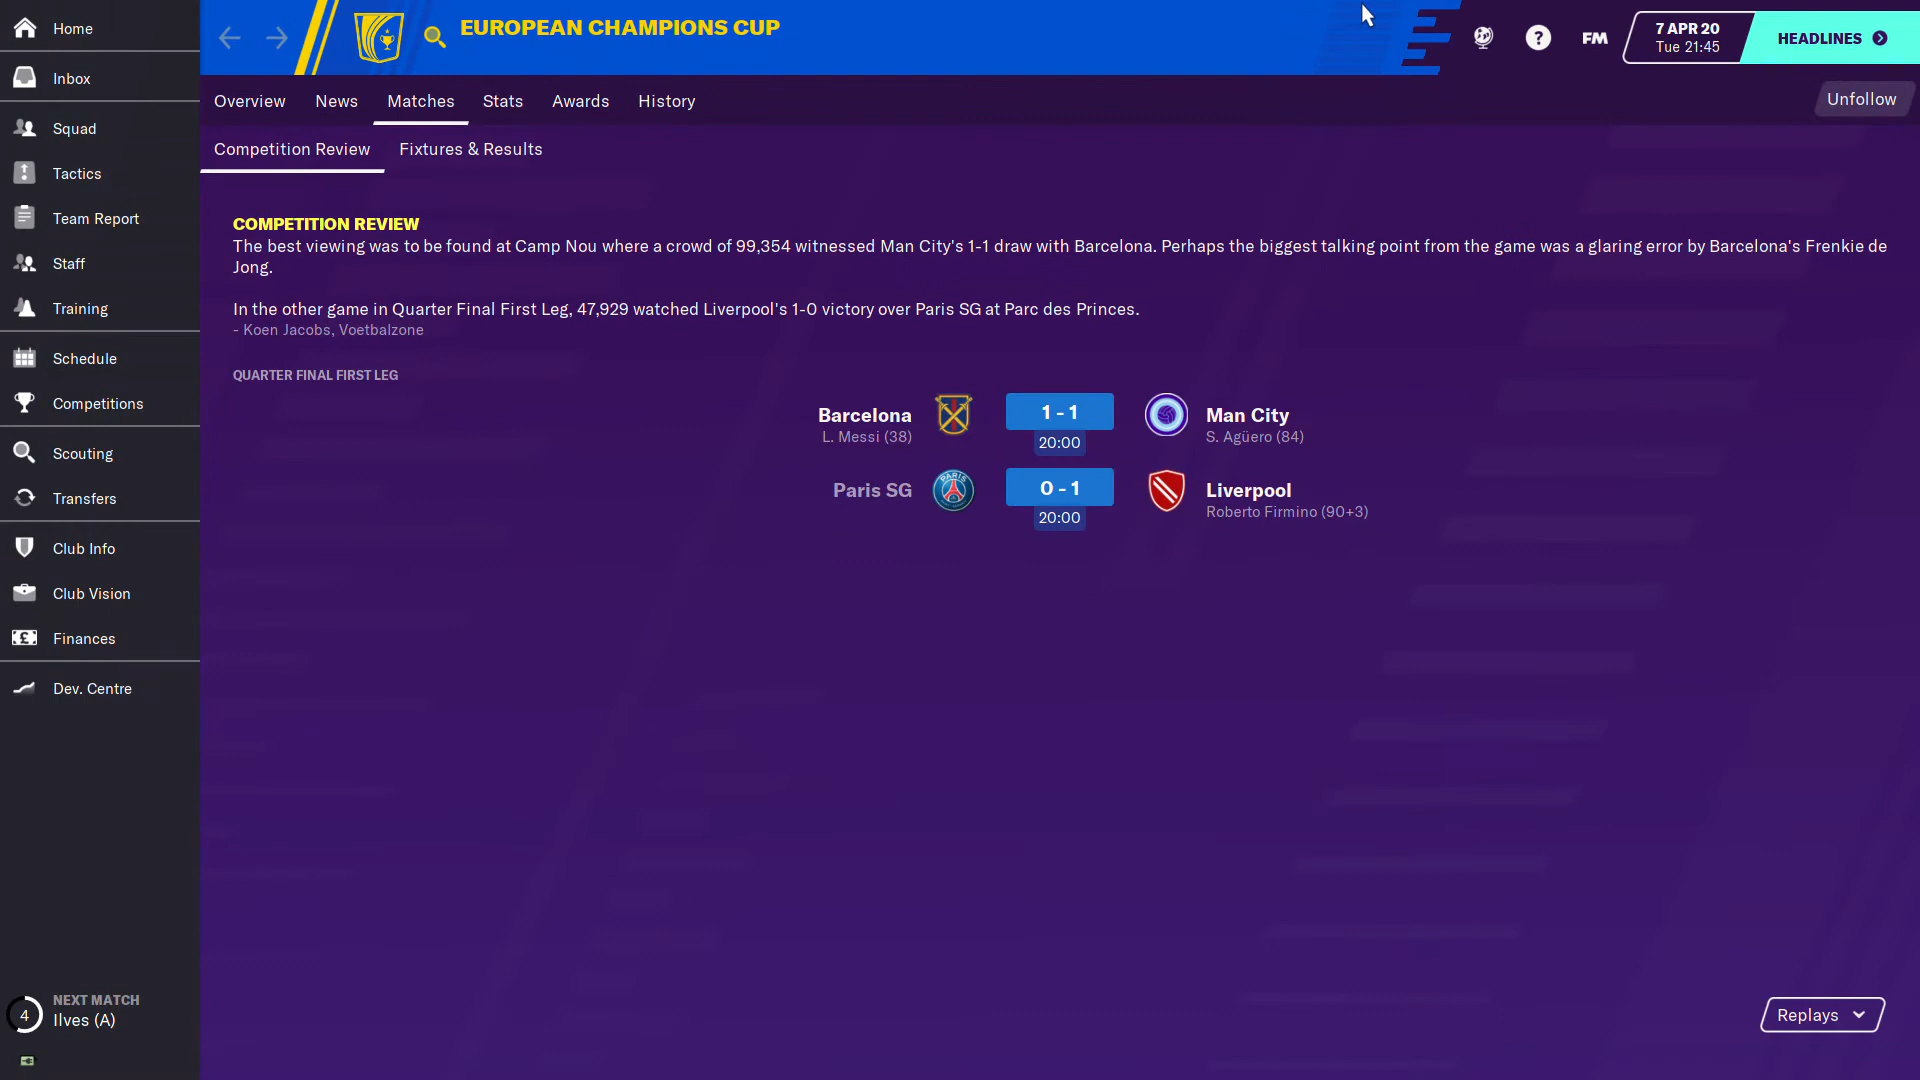 Home
Inbox
Squad
Tactics
Team Report
Staff
Training
Schedule
Competitions
Scouting
Transfers
Club Info
Club Vision
Finances
Dev. Centre
NEXT MATCH
4
Ilves (A)
EUROPEAN CHAMPIONS CUP
?
FM
7 APR 20
Tue 21:45
HEADLINES
Overview News Matches Stats Awards History
Unfollow
Competition Review Fixtures & Results
COMPETITION REVIEW
The best viewing was to be found at Camp Nou where a crowd of 99,354 witnessed Man City's 1-1 draw with Barcelona. Perhaps the biggest talking point from the game was a glaring error by Barcelona's Frenkie de
Jong.
In the other game in Quarter Final First Leg, 47,929 watched Liverpool's 1-0 victory over Paris SG at Parc des Princes.
- Koen Jacobs, Voetbalzone
QUARTER FINAL FIRST LEG
Barcelona 1 - 1 Man City
L. Messi (38) 20:00 S. Agüero (84)
PARIS
Paris SG 0 - 1 Liverpool
20:00 Roberto Firmino (90+3)
Replays